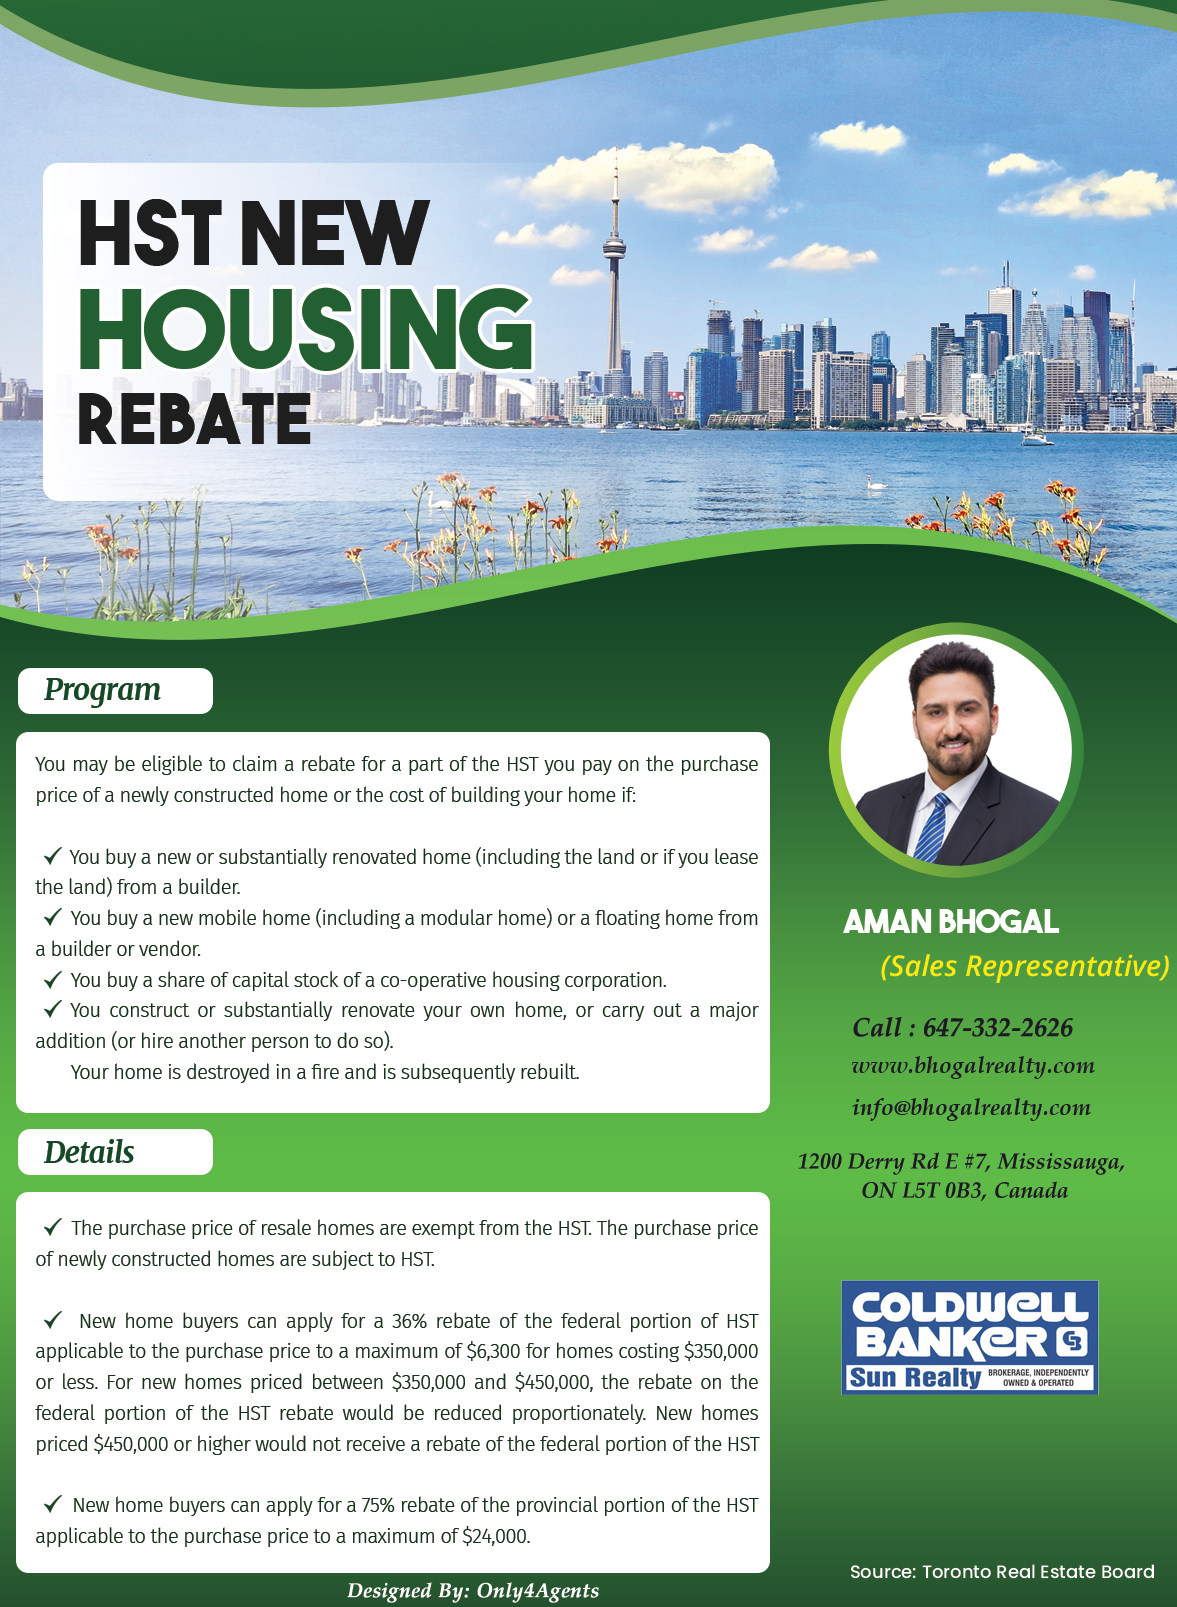 HST NEW
HOUSING
REBATE
Program
You may be eligible to claim a rebate for a part of the HST you pay on the purchase
price of a newly constructed home or the cost of building your home if:
✓ You buy a new or substantially renovated home (including the land or if you lease
the land) from a builder.
✓ You buy a new mobile home (including a modular home) or a floating home from
a builder or vendor.
✓ You buy a share of capital stock of a co-operative housing corporation.
✓ You construct or substantially renovate your own home, or carry out a major
addition (or hire another person to do so).
Your home is destroyed in a fire and is subsequently rebuilt.
Details
✓ The purchase price of resale homes are exempt from the HST. The purchase price
of newly constructed homes are subject to HST.
✓ New home buyers can apply for a 36% rebate of the federal portion of HST
applicable to the purchase price to a maximum of $6,300 for homes costing $350,000
or less. For new homes priced between $350,000 and $450,000, the rebate on the
federal portion of the HST rebate would be reduced proportionately. New homes
priced $450,000 or higher would not receive a rebate of the federal portion of the HST
✓ New home buyers can apply for a 75% rebate of the provincial portion of the HST
applicable to the purchase price to a maximum of $24,000.
Designed By: Only4Agents
AMAN BHOGAL
(Sales Representative)
Call : 647-332-2626
www.bhogalrealty.com
info@bhogalrealty.com
1200 Derry Rd E #7, Mississauga,
ON L5T 0B3, Canada
COLDWELL
BANKER CB
Sun Realty
BROKERAGE, INDEPENDENTLY
OWNED & OPERATED
Source: Toronto Real Estate Board